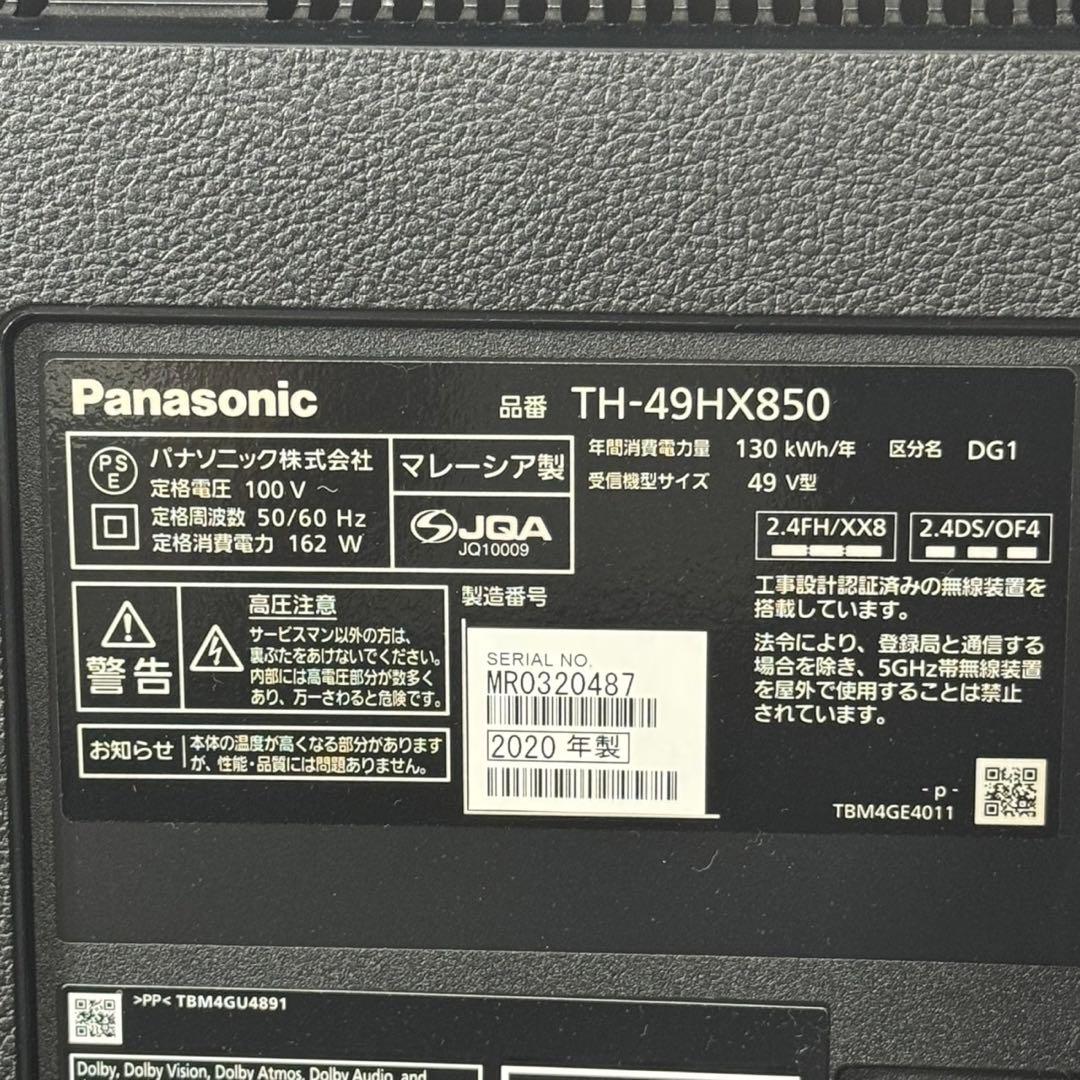 Panasonic
品番 TH-49HX850
PS
E
パナソニック株式会社
定格電圧 100 V ～
定格周波数 50/60 Hz
定格消費電力 162 W
マレーシア製
JQA
JQ10009
年間消費電力量 130 kWh/年 区分名 DG1
受信機型サイズ 49 V型
2.4FH/XX8
2.4DS/OF4
工事設計認証済みの無線装置を
搭載しています。
法令により、登録局と通信する
場合を除き、5GHz帯無線装置
を屋外で使用することは禁止
されています。
警告
高圧注意
サービスマン以外の方は、
裏ぶたをあけないでください。
内部には高電圧部分が数多く
あり、万一さわると危険です。
お知らせ
本体の温度が高くなる部分があります
が、性能・品質には問題ありません。
製造番号
SERIAL NO.
MR0320487
2020 年製
- p -
TBM4GE4011
>PP< TBM4GU4891
Dolby, Dolby Vision, Dolby Atmos, Dolby Audio, and